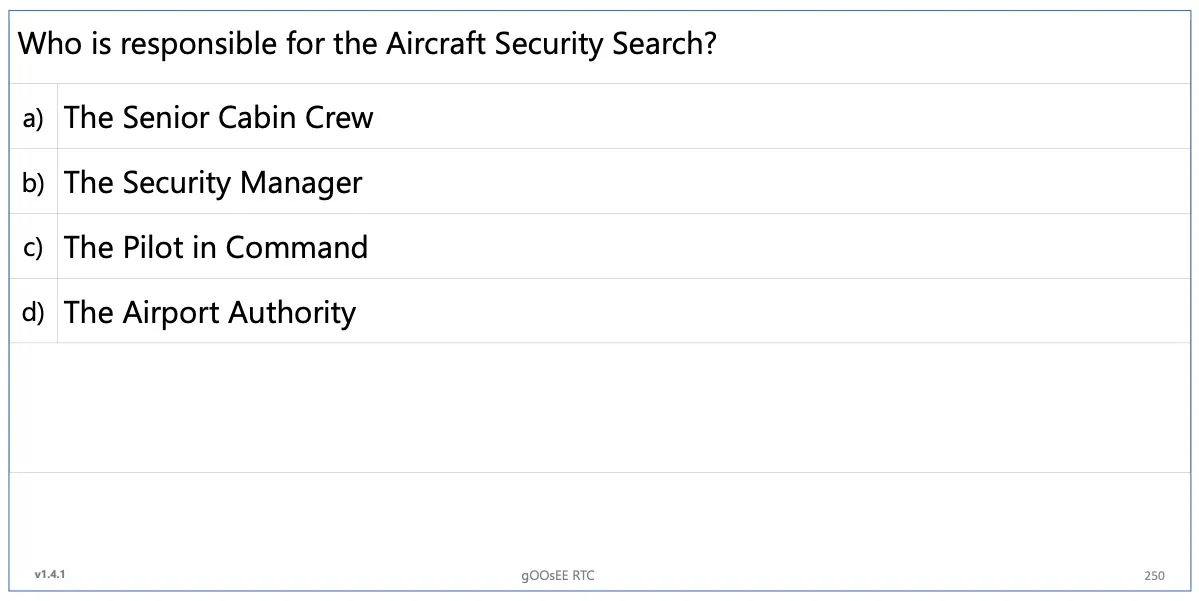 Who is responsible for the Aircraft Security Search?
a) The Senior Cabin Crew
b) The Security Manager
c) The Pilot in Command
d) The Airport Authority
v1.4.1 gOOsEE RTC 250